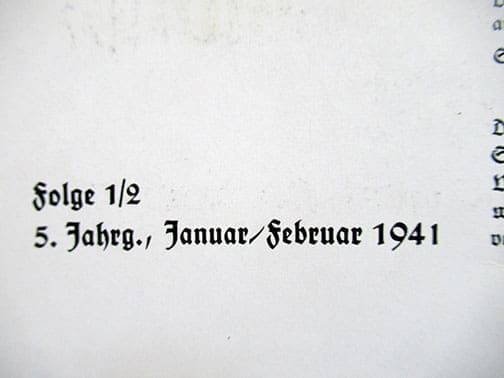 Folge 1/2
5. Jahrg., Januar/Februar 1941